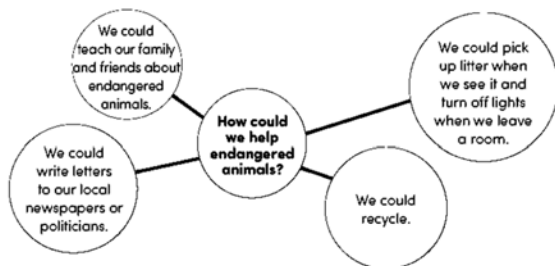 We could
teach our family
and friends about
endangered
animals.
We could pick
up litter when
we see it and
turn off lights
when we leave
a room.
How could
we help
endangered
animals?
We could
write letters
to our local
newspapers or
politicians.
We could
recycle.